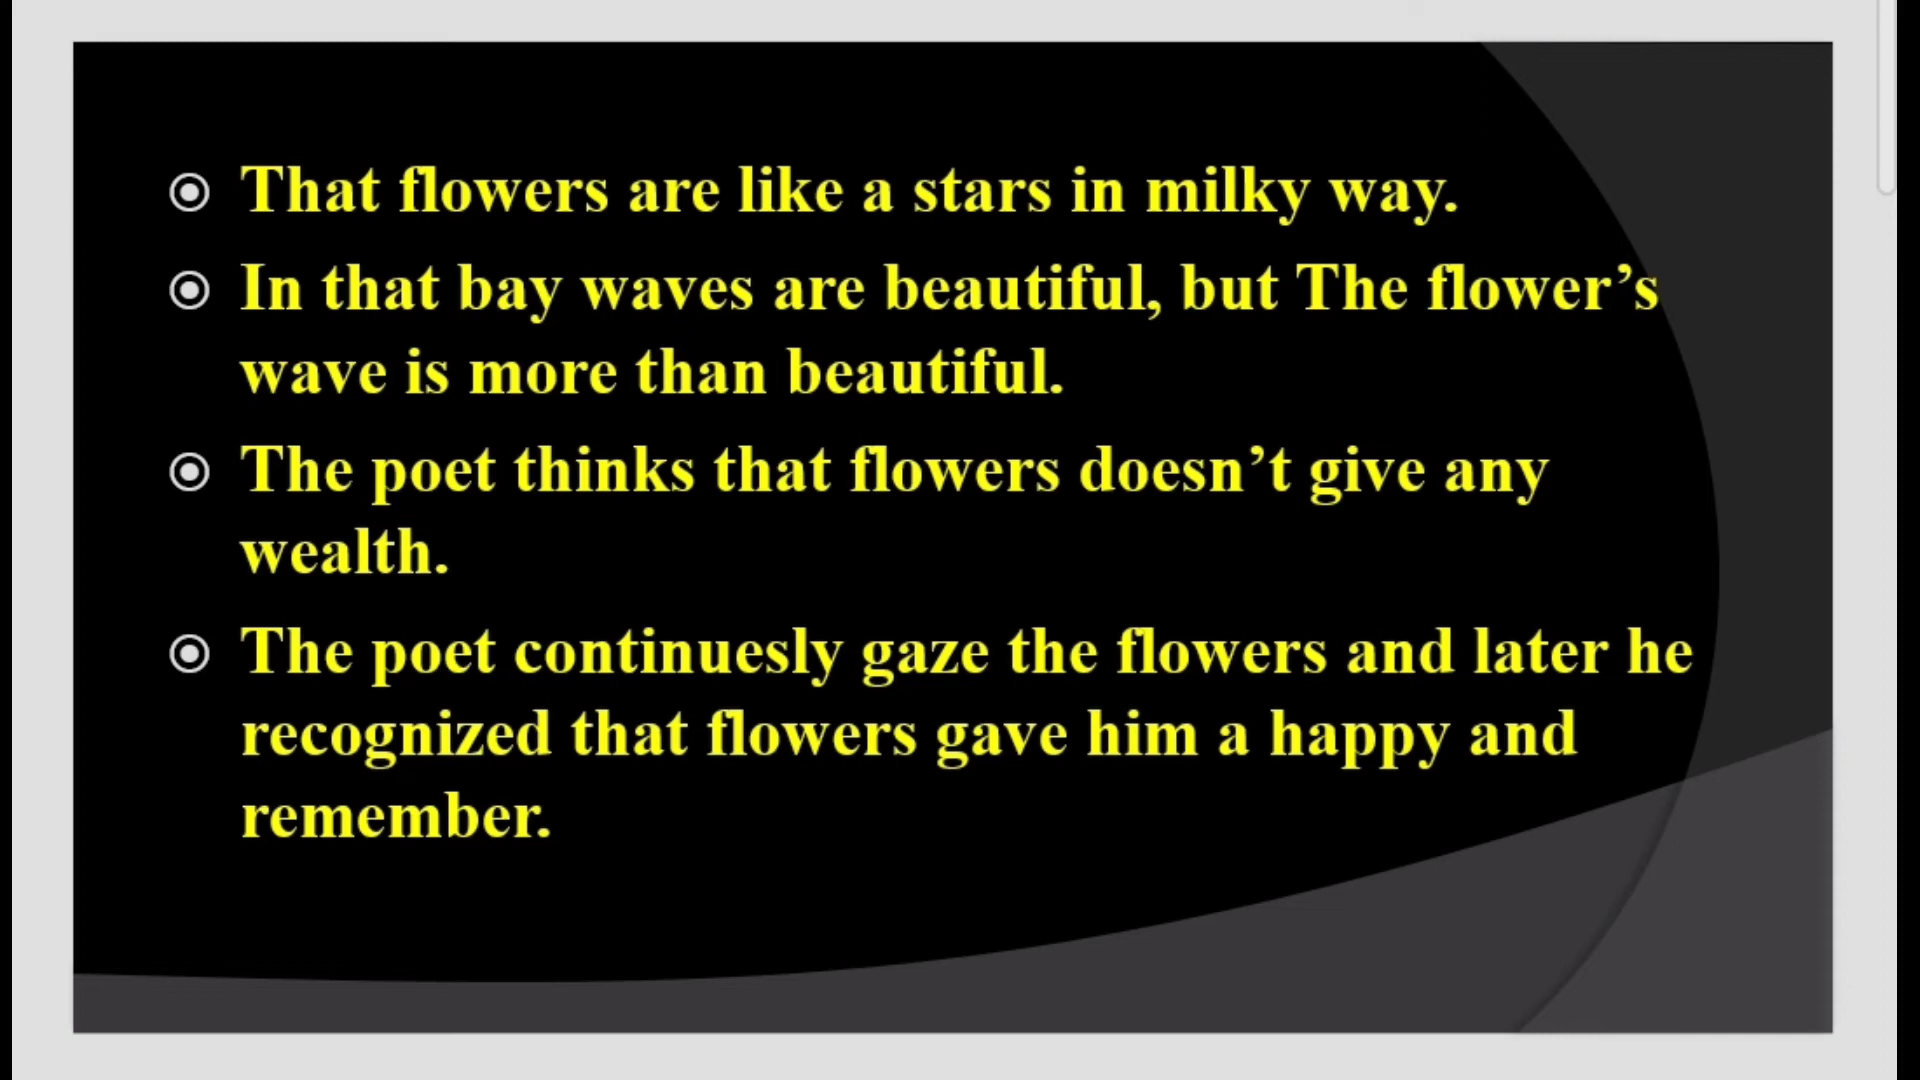 That flowers are like a stars in milky way.
In that bay waves are beautiful, but The flower’s
wave is more than beautiful.
The poet thinks that flowers doesn’t give any
wealth.
The poet continuesly gaze the flowers and later he
recognized that flowers gave him a happy and
remember.